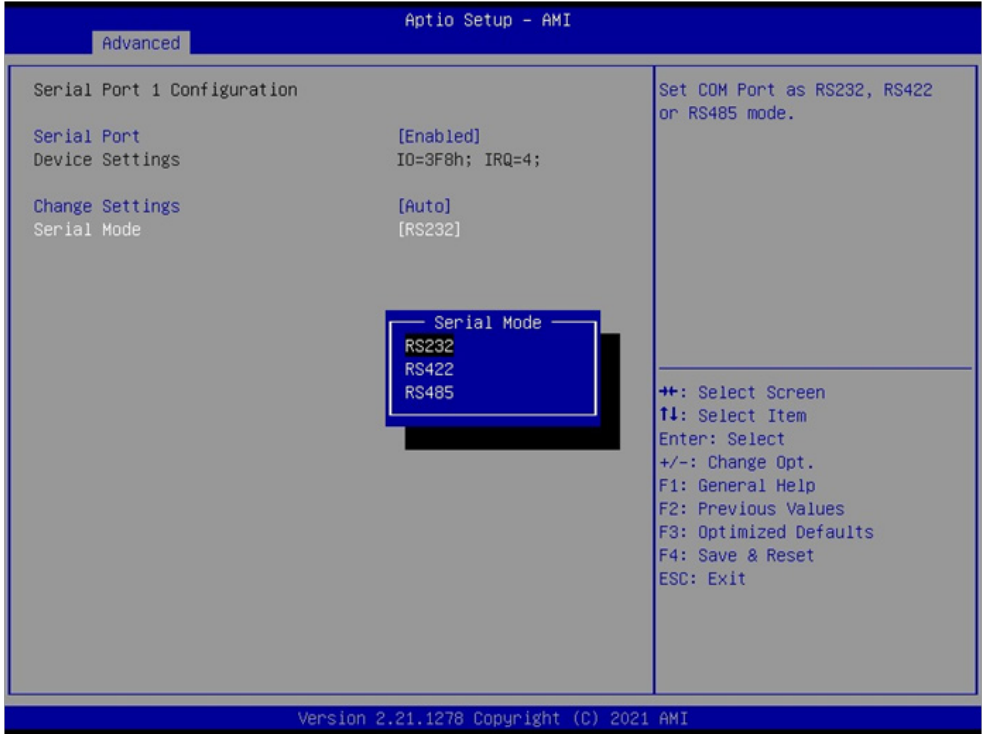 Aptio Setup – AMI
Advanced
Serial Port 1 Configuration
Serial Port [Enabled]
Device Settings IO=3F8h; IRQ=4;
Change Settings [Auto]
Serial Mode [RS232]
Serial Mode
RS232
RS422
RS485
Set COM Port as RS232, RS422
or RS485 mode.
→←: Select Screen
↑↓: Select Item
Enter: Select
+/-: Change Opt.
F1: General Help
F2: Previous Values
F3: Optimized Defaults
F4: Save & Reset
ESC: Exit
Version 2.21.1278 Copyright (C) 2021 AMI